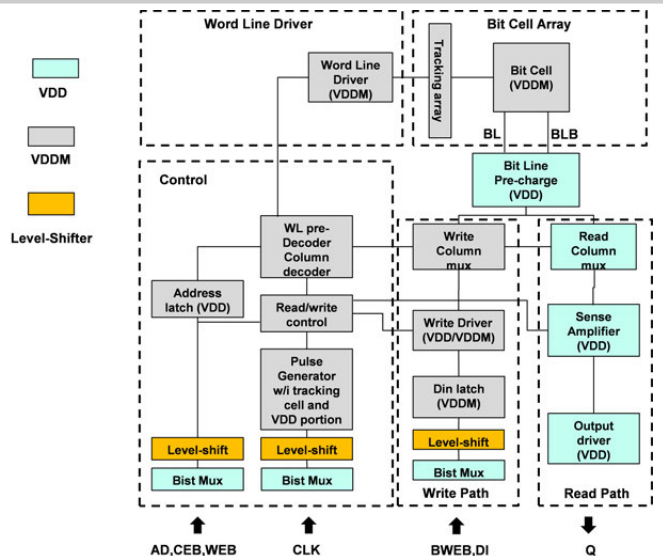 Word Line Driver
Bit Cell Array
VDD
VDDM
Level-Shifter
Word Line
Driver
(VDDM)
Tracking array
Bit Cell
(VDDM)
BL
BLB
Bit Line
Pre-charge
(VDD)
Control
WL pre-
Decoder
Column
decoder
Write
Column
mux
Read
Column
mux
Address
latch (VDD)
Read/write
control
Write Driver
(VDD/VDDM)
Sense
Amplifier
(VDD)
Pulse
Generator
w/i tracking
cell and
VDD portion
Din latch
(VDDM)
Output
driver
(VDD)
Level-shift
Level-shift
Level-shift
Bist Mux
Bist Mux
Bist Mux
Write Path
Read Path
AD,CEB,WEB
CLK
BWEB,DI
Q